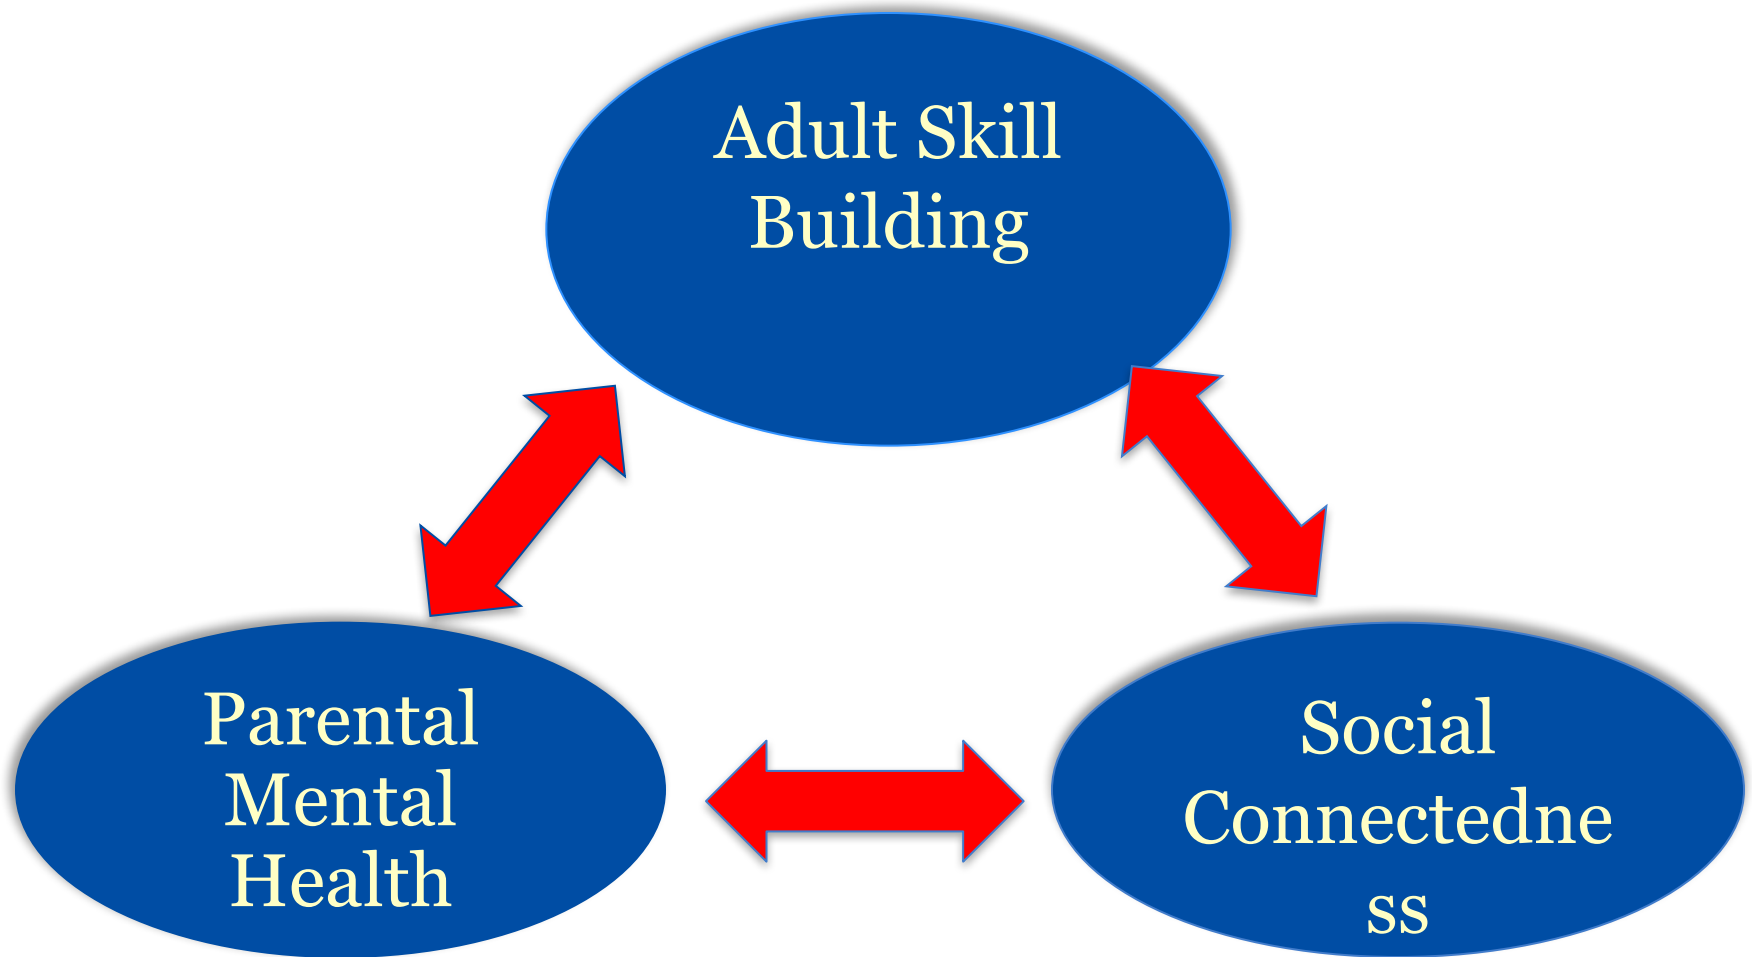 Adult Skill
Building
Parental
Mental
Health
Social
Connectedne
ss